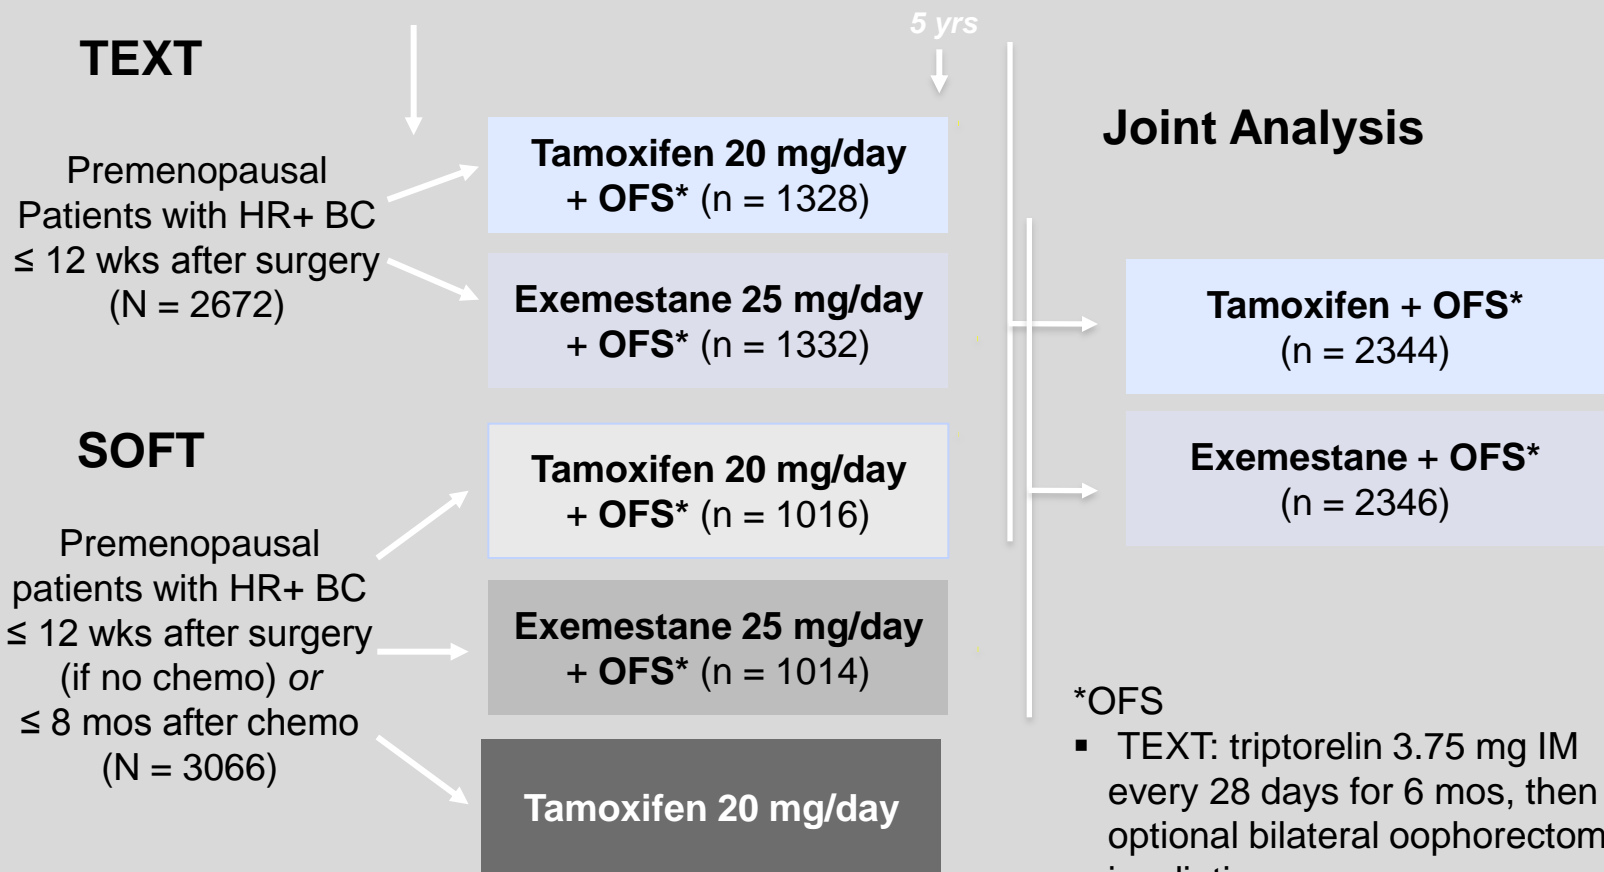 TEXT
5 yrs
Premenopausal
Patients with HR+ BC
≤ 12 wks after surgery
(N = 2672)
Tamoxifen 20 mg/day
+ OFS* (n = 1328)
Exemestane 25 mg/day
+ OFS* (n = 1332)
SOFT
Premenopausal
patients with HR+ BC
≤ 12 wks after surgery
(if no chemo) or
≤ 8 mos after chemo
(N = 3066)
Tamoxifen 20 mg/day
+ OFS* (n = 1016)
Exemestane 25 mg/day
+ OFS* (n = 1014)
Tamoxifen 20 mg/day
Joint Analysis
Tamoxifen + OFS*
(n = 2344)
Exemestane + OFS*
(n = 2346)
*OFS
▪ TEXT: triptorelin 3.75 mg IM
every 28 days for 6 mos, then
optional bilateral oophorectom